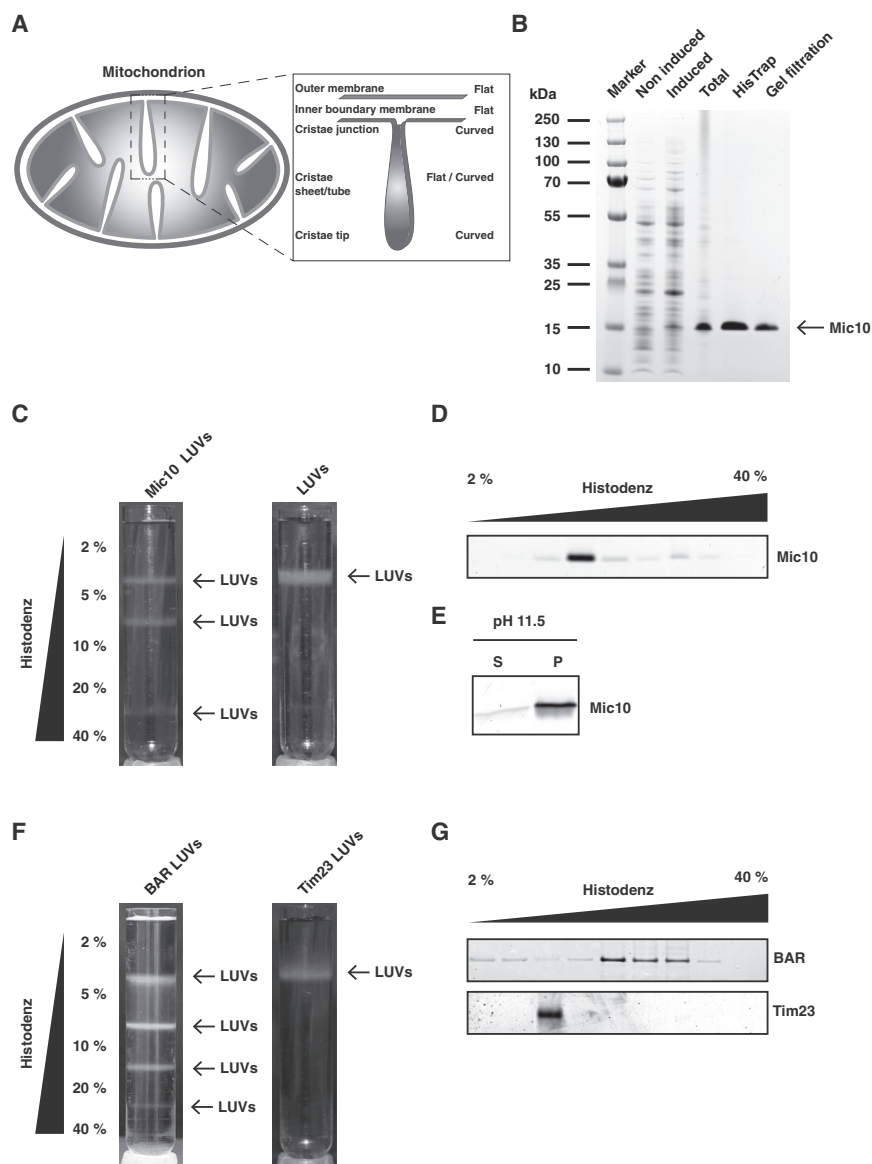 A
Mitochondrion
Outer membrane Flat
Inner boundary membrane Flat
Cristae junction Curved
Cristae Flat / Curved
sheet/tube
Cristae tip Curved
B
Marker
Non induced
Induced
Total
HisTrap
Gel filtration
kDa
250
130
100
70
55
35
25
15
10
Mic10
C
Mic10 LUVs
LUVs
Histodenz
2 %
5 %
10 %
20 %
40 %
LUVs
LUVs
LUVs
LUVs
D
2 %
Histodenz
40 %
Mic10
E
pH 11.5
S P
Mic10
F
BAR LUVs
Tim23 LUVs
Histodenz
2 %
5 %
10 %
20 %
40 %
LUVs
LUVs
LUVs
LUVs
LUVs
G
2 %
Histodenz
40 %
BAR
Tim23